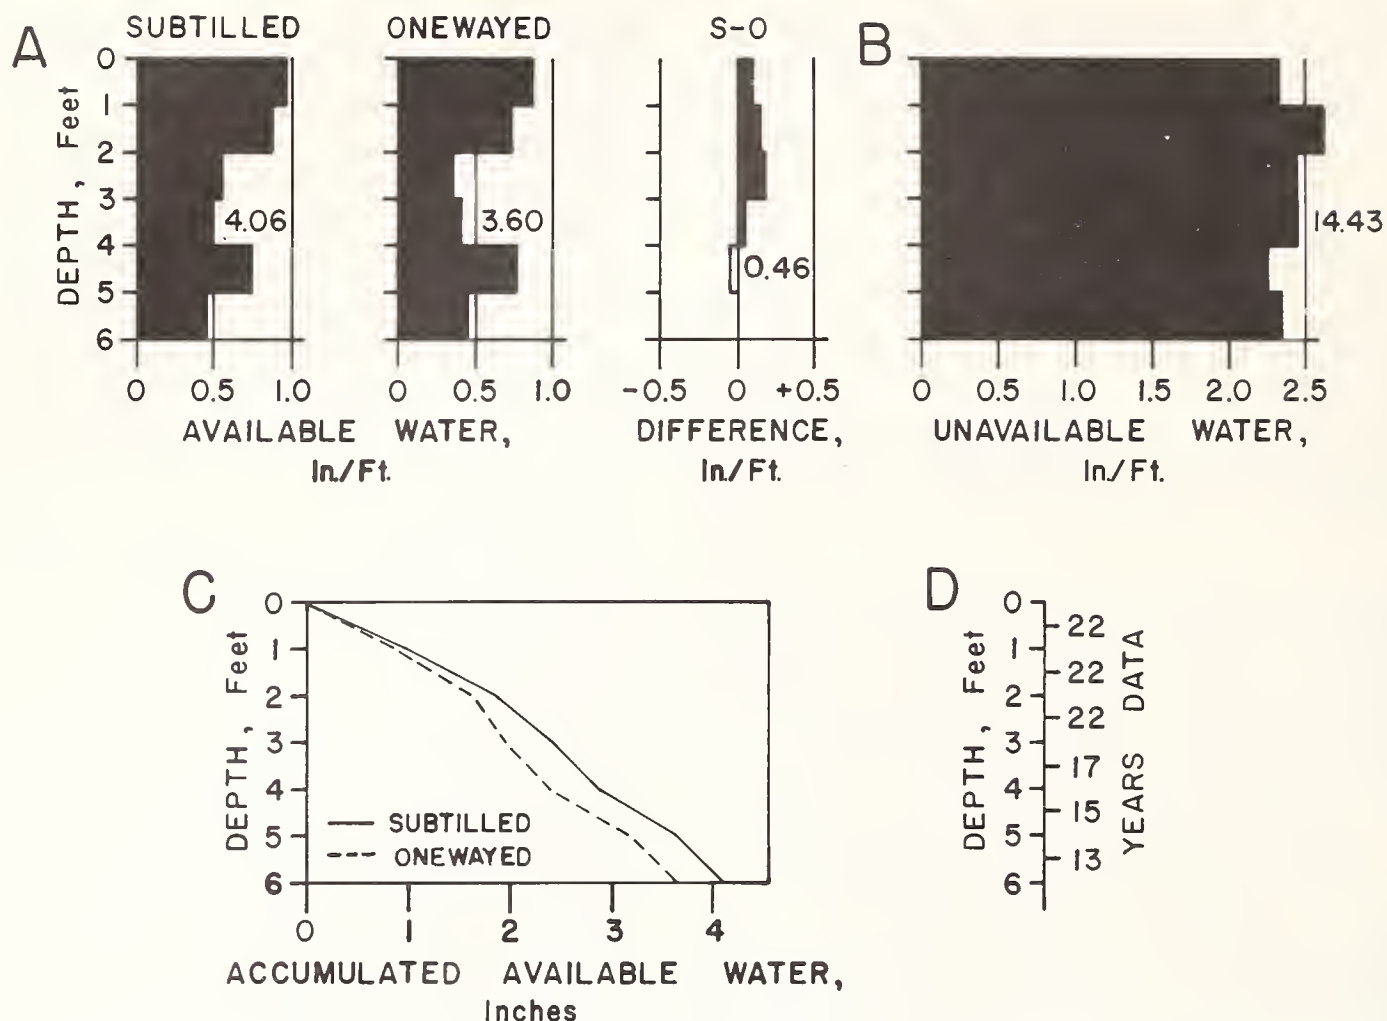 A
SUBTILLED
ONEWAYED
S-O
B
DEPTH, Feet
0
1
2
3
4
5
6
4.06
3.60
0.46
14.43
0 0.5 1.0
0 0.5 1.0
-0.5 0 +0.5
0 0.5 1.0 1.5 2.0 2.5
AVAILABLE WATER,
In./Ft.
DIFFERENCE,
In./Ft.
UNAVAILABLE WATER,
In./Ft.
C
DEPTH, Feet
0
1
2
3
4
5
6
SUBTILLED
ONEWAYED
0 1 2 3 4
ACCUMULATED AVAILABLE WATER,
Inches
D
DEPTH, Feet
0
1
2
3
4
5
6
22
22
22
17
15
13
YEARS DATA